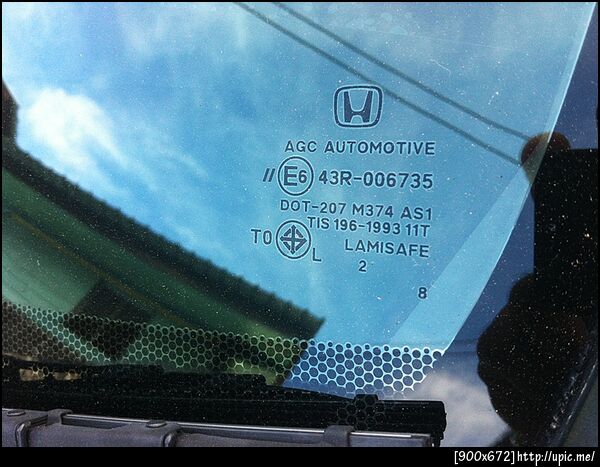 AGC AUTOMOTIVE
// E6 43R-006735
DOT-207 M374 AS1
TIS 196-1993 11T
TO L LAMISAFE
2
8
[900x672]http://upic.me/